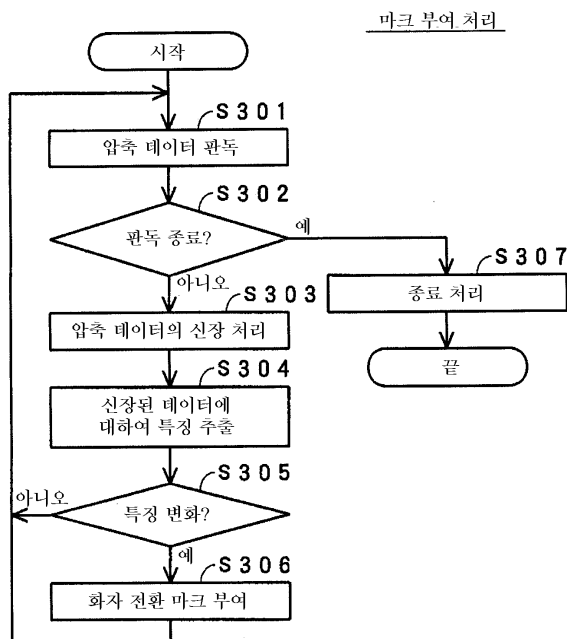 마크 부여 처리
시작
S301
압축 데이터 판독
S302
판독 종료?
예
아니오
S307
종료 처리
끝
S303
압축 데이터의 신장 처리
S304
신장된 데이터에
대하여 특징 추출
S305
아니오
특징 변화?
예
S306
화자 전환 마크 부여